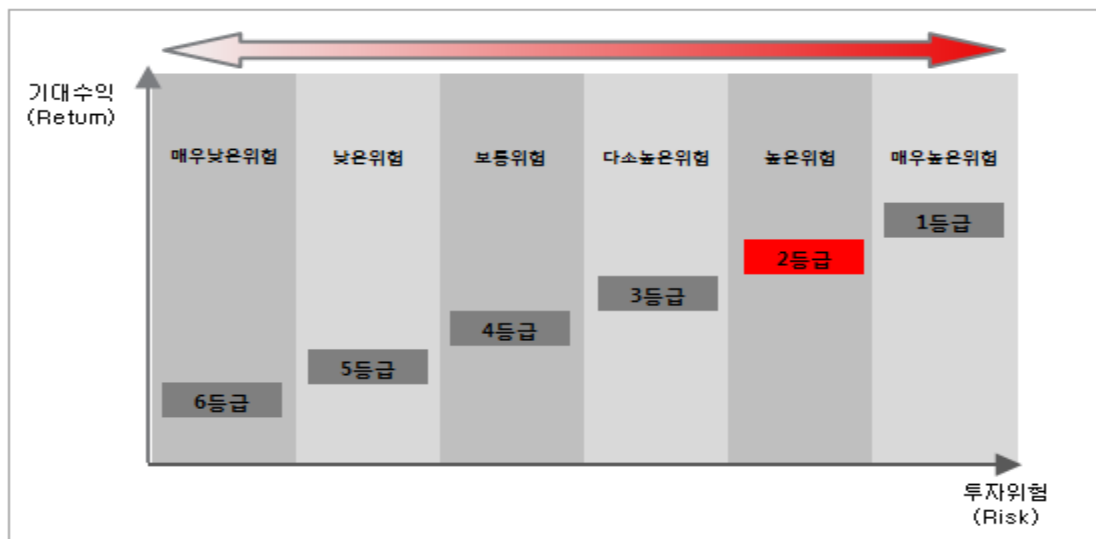 기대수익
(Return)
매우낮은위험 낮은위험 보통위험 다소높은위험 높은위험 매우높은위험
1등급
2등급
3등급
4등급
5등급
6등급
투자위험
(Risk)